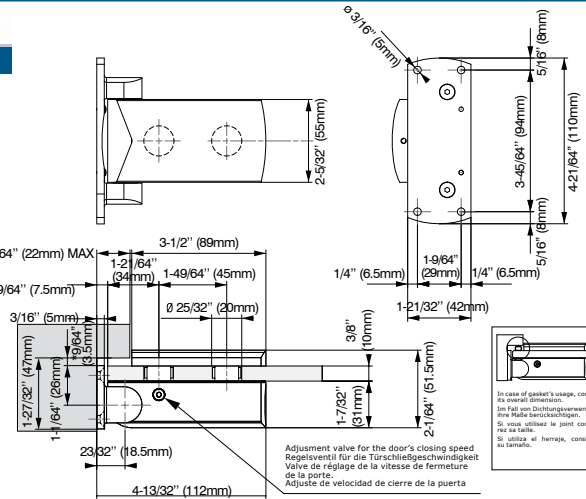 ø 3/16’’ (5mm)
5/16’’ (8mm)
2-5/32’’ (55mm)
3-45/64’’ (94mm)
4-21/64’’ (110mm)
5/16’’ (8mm)
1/4’’ (6.5mm)
1-9/64’’ (29mm)
1/4’’ (6.5mm)
1-21/32’’ (42mm)
3-1/2’’ (89mm)
64’’ (22mm) MAX
1-21/64’’ (34mm)
1-49/64’’ (45mm)
9/64’’ (7.5mm)
3/16’’ (5mm)
Ø 25/32’’ (20mm)
*9/64’’ (3.5mm)
3/8’’ (10mm)
1-27/32’’ (47mm)
1-1/64’’ (26mm)
1-7/32’’ (31mm)
2-1/64’’ (51.5mm)
23/32’’ (18.5mm)
4-13/32’’ (112mm)
Adjusment valve for the door’s closing speed
Regelsventil für die Türschließgeschwindigkeit
Valve de réglage de la vitesse de fermeture
de la porte.
Adjuste de velocidad de cierre de la puerta
In case of gasket’s usage,
its overall dimension.
Im Fall von
ihre Maße berücksichtigen.
Si vous utilisez le joint
rez sa taille.
Si utiliza el herraje,
su tamaño.